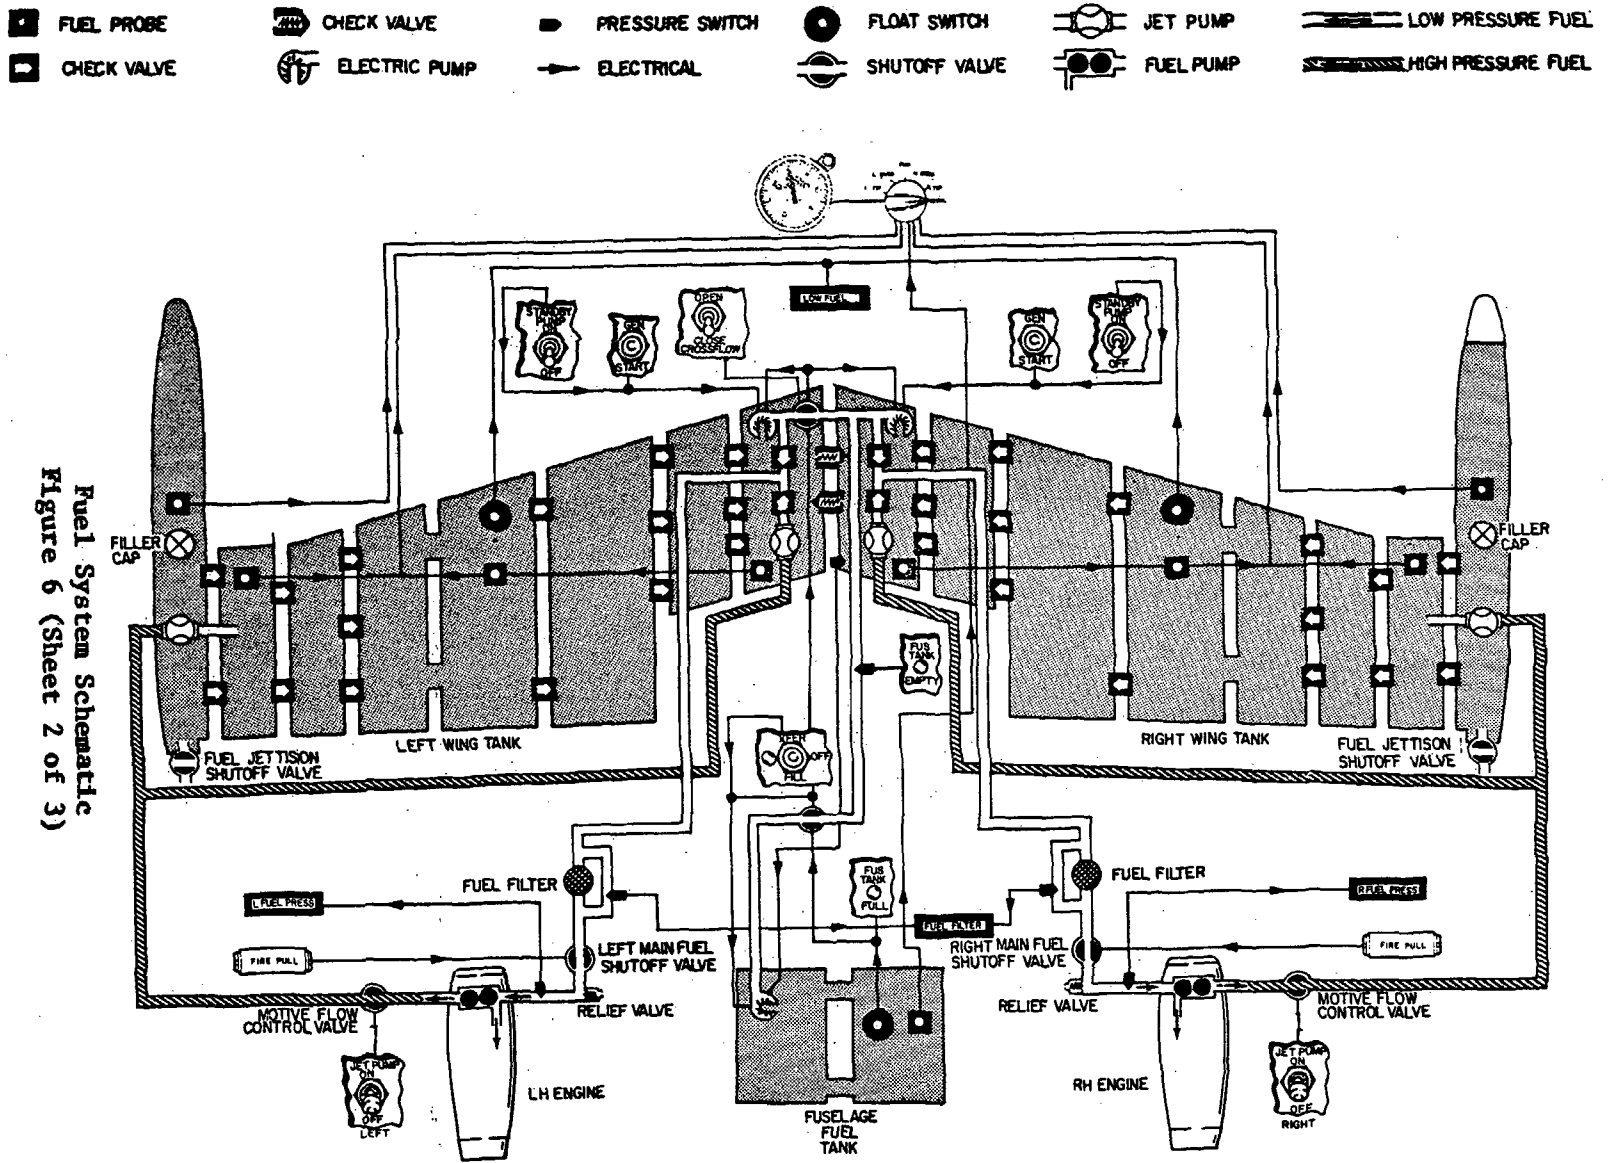 FUEL PROBE
CHECK VALVE
PRESSURE SWITCH
FLOAT SWITCH
JET PUMP
LOW PRESSURE FUEL
CHECK VALVE
ELECTRIC PUMP
ELECTRICAL
SHUTOFF VALVE
FUEL PUMP
HIGH PRESSURE FUEL
LOW FUEL
STANDBY
PUMP
ON
OFF
GEN
C
START
OPEN
CLOSE
CROSSFLOW
GEN
C
START
STANDBY
PUMP
ON
OFF
FILLER
CAP
FILLER
CAP
FUS
TANK
EMPTY
LEFT WING TANK
RIGHT WING TANK
FUEL JETTISION
SHUTOFF VALVE
FUEL JETTISON
SHUTOFF VALVE
XFER
C
OFF
FILL
Fuel System Schematic
Figure 6 (Sheet 2 of 3)
FUEL FILTER
FUS
TANK
FULL
FUEL FILTER
L FUEL PRESS
R FUEL PRESS
FUEL FILTER
FIRE PULL
LEFT MAIN FUEL
SHUTOFF VALVE
RIGHT MAIN FUEL
SHUTOFF VALVE
FIRE PULL
RELIEF VALVE
RELIEF VALVE
MOTIVE FLOW
CONTROL VALVE
MOTIVE FLOW
CONTROL VALVE
JET PUMP
ON
OFF
LEFT
LH ENGINE
FUSELAGE
FUEL
TANK
RH ENGINE
JET PUMP
ON
OFF
RIGHT